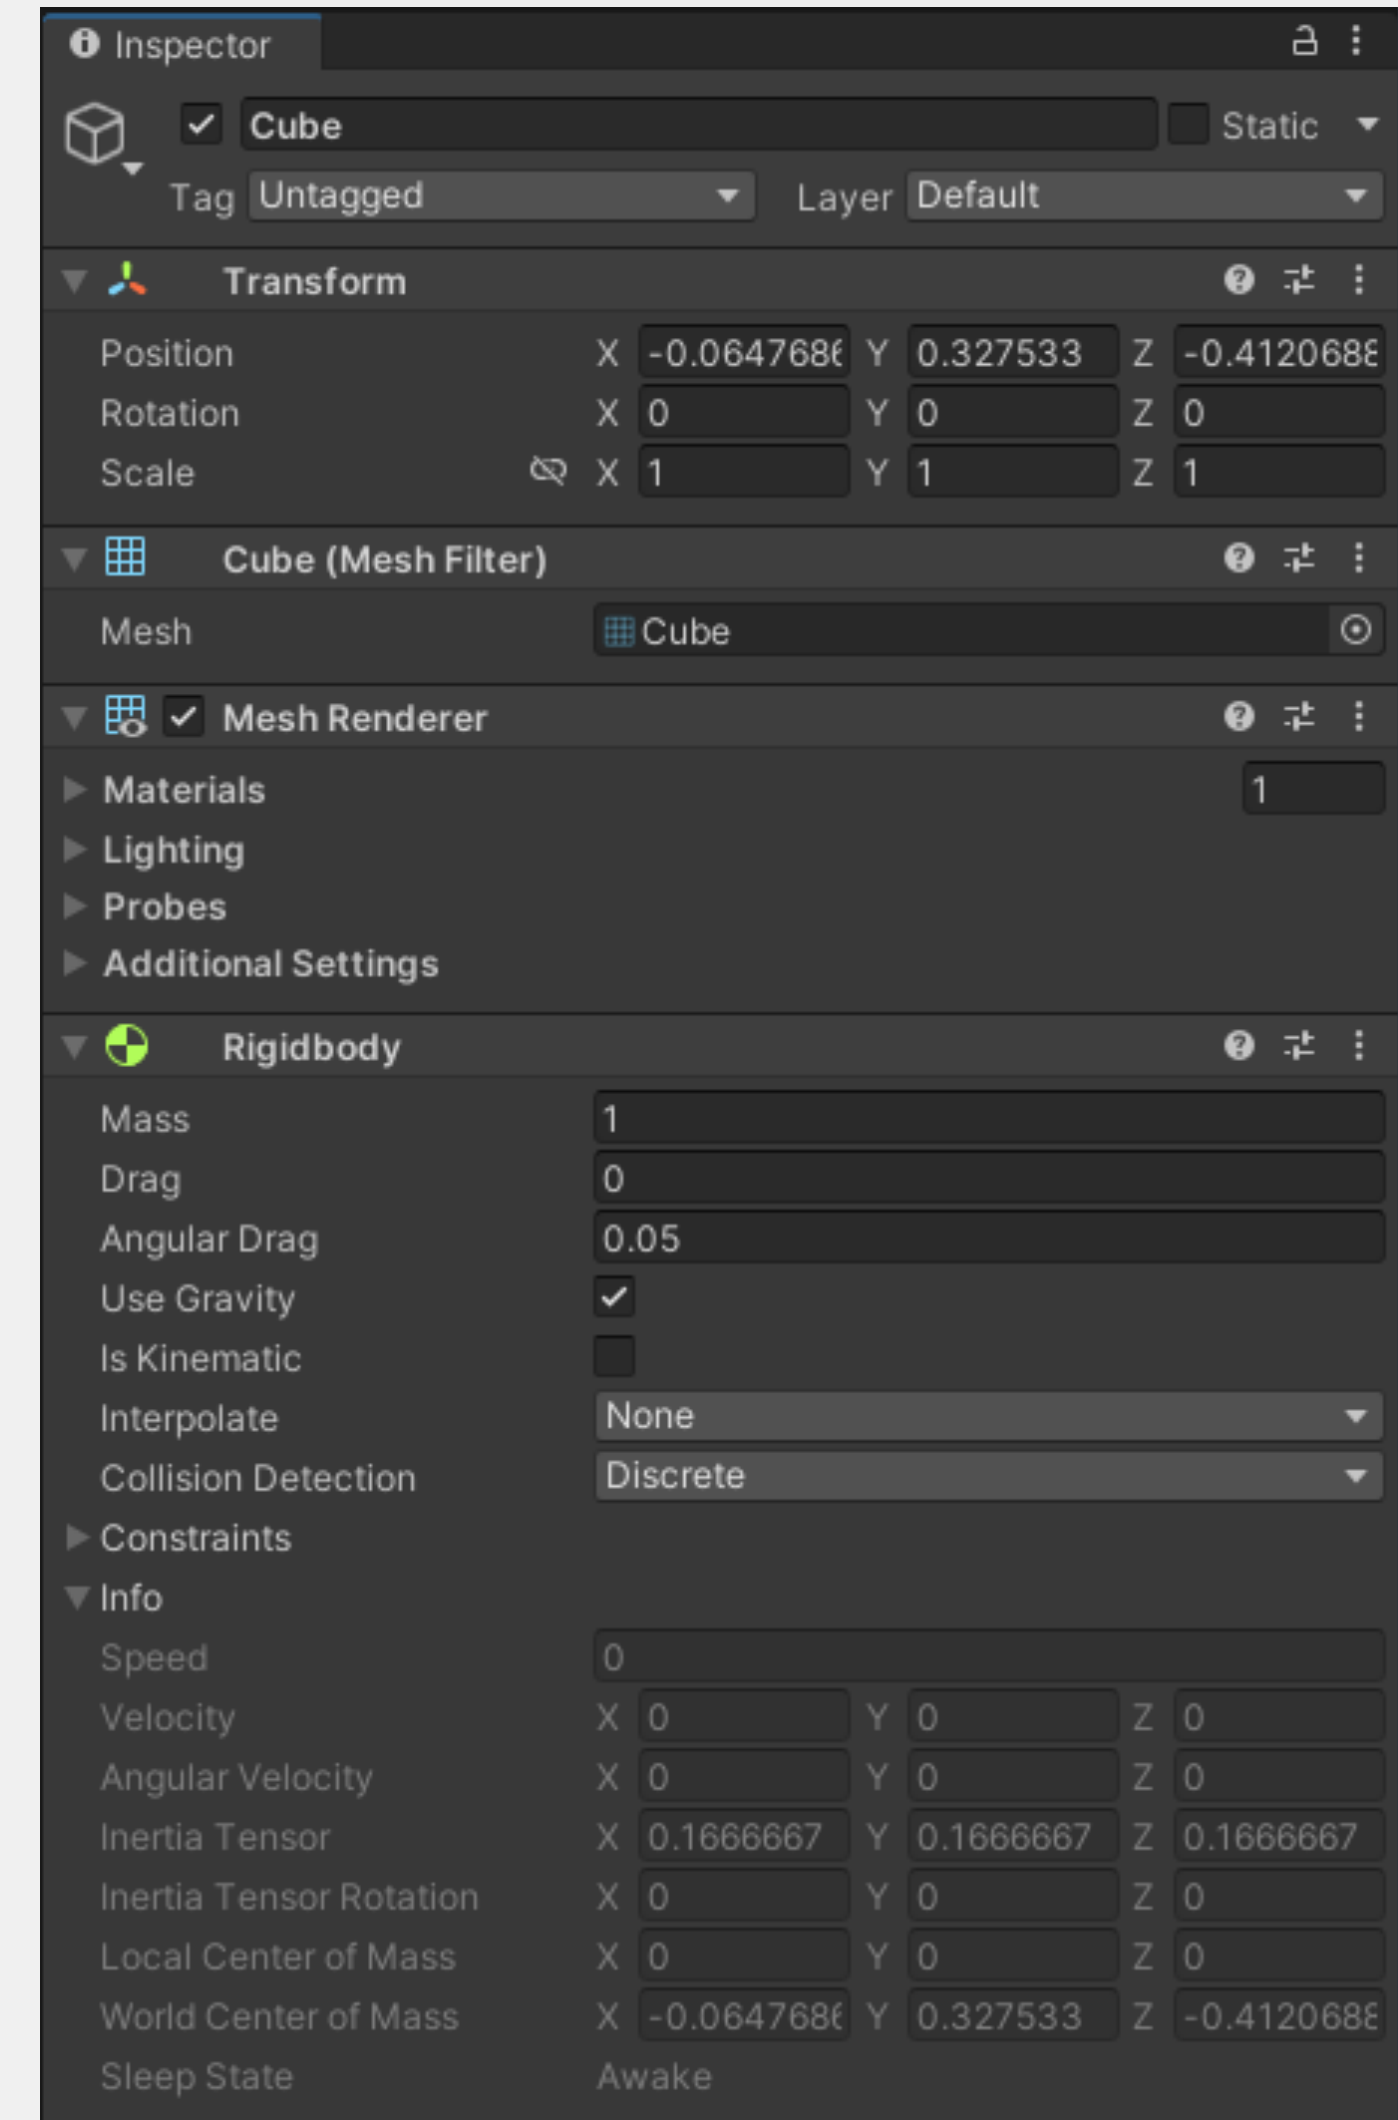 Inspector
Cube Static
Tag Untagged Layer Default
Transform
Position X -0.064768 Y 0.327533 Z -0.412068
Rotation X 0 Y 0 Z 0
Scale X 1 Y 1 Z 1
Cube (Mesh Filter)
Mesh Cube
Mesh Renderer
Materials 1
Lighting
Probes
Additional Settings
Rigidbody
Mass 1
Drag 0
Angular Drag 0.05
Use Gravity
Is Kinematic
Interpolate None
Collision Detection Discrete
Constraints
Info
Speed 0
Velocity X 0 Y 0 Z 0
Angular Velocity X 0 Y 0 Z 0
Inertia Tensor X 0.1666667 Y 0.1666667 Z 0.1666667
Inertia Tensor Rotation X 0 Y 0 Z 0
Local Center of Mass X 0 Y 0 Z 0
World Center of Mass X -0.064768 Y 0.327533 Z -0.412068
Sleep State Awake